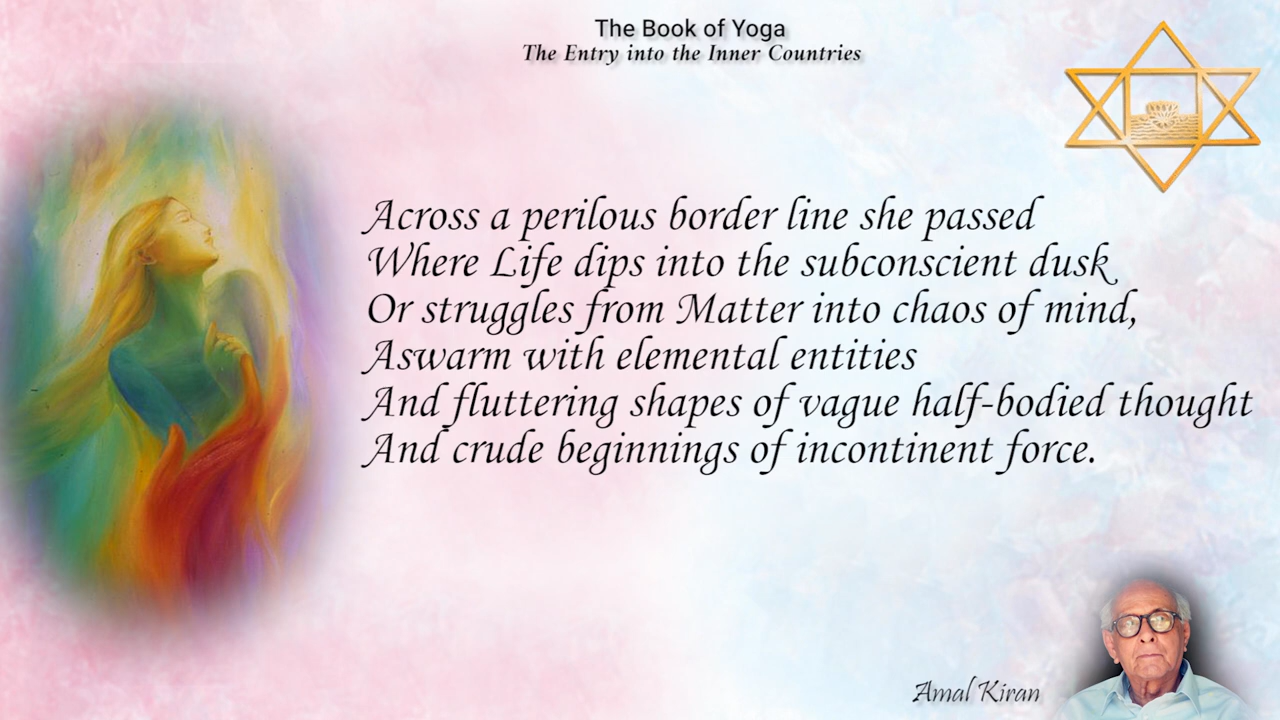 The Book of Yoga
The Entry into the Inner Countries
Across a perilous border line she passed
Where Life dips into the subconscient dusk
Or struggles from Matter into chaos of mind,
Aswarm with elemental entities
And fluttering shapes of vague half-bodied thought
And crude beginnings of incontinent force.
Amal Kiran